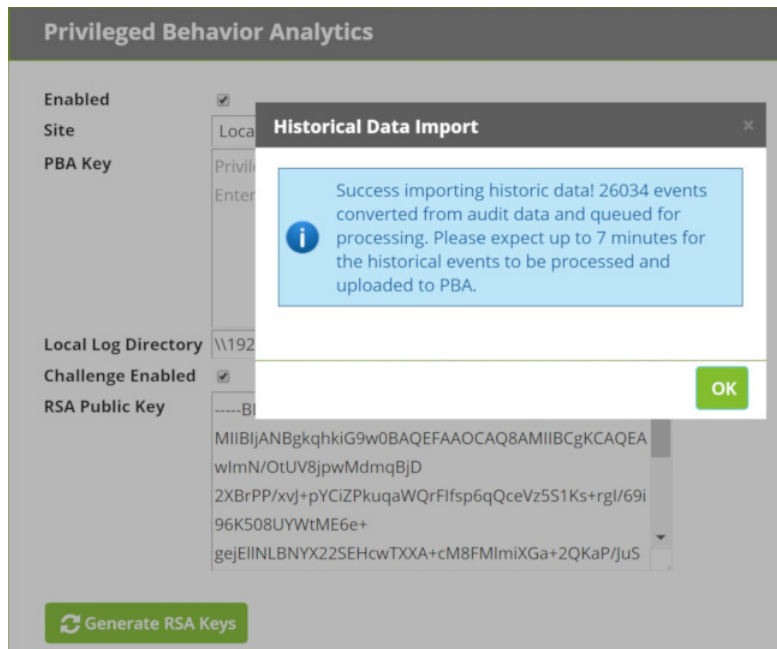 Privileged Behavior Analytics
Enabled
Site
Loca
Historical Data Import
PBA Key
Privil
Enter
Success importing historic data! 26034 events
converted from audit data and queued for
processing. Please expect up to 7 minutes for
the historical events to be processed and
uploaded to PBA.
Local Log Directory
\\192
Challenge Enabled
OK
RSA Public Key
-----BI
MIIBIjANBgkqhkiG9w0BAQEFAAOCAQ8AMIIBCgKCAQEA
wlmN/OtUV8jpwMdmqBjD
2XBrPP/xvJ+pYCiZPkuqaWQrFIfsp6qQceVz5S1Ks+rgI/69i
96K508UYWtME6e+
gejEllNLBNYX22SEHcwTXXA+cM8FMlmiXGa+2QKaP/JuS
Generate RSA Keys